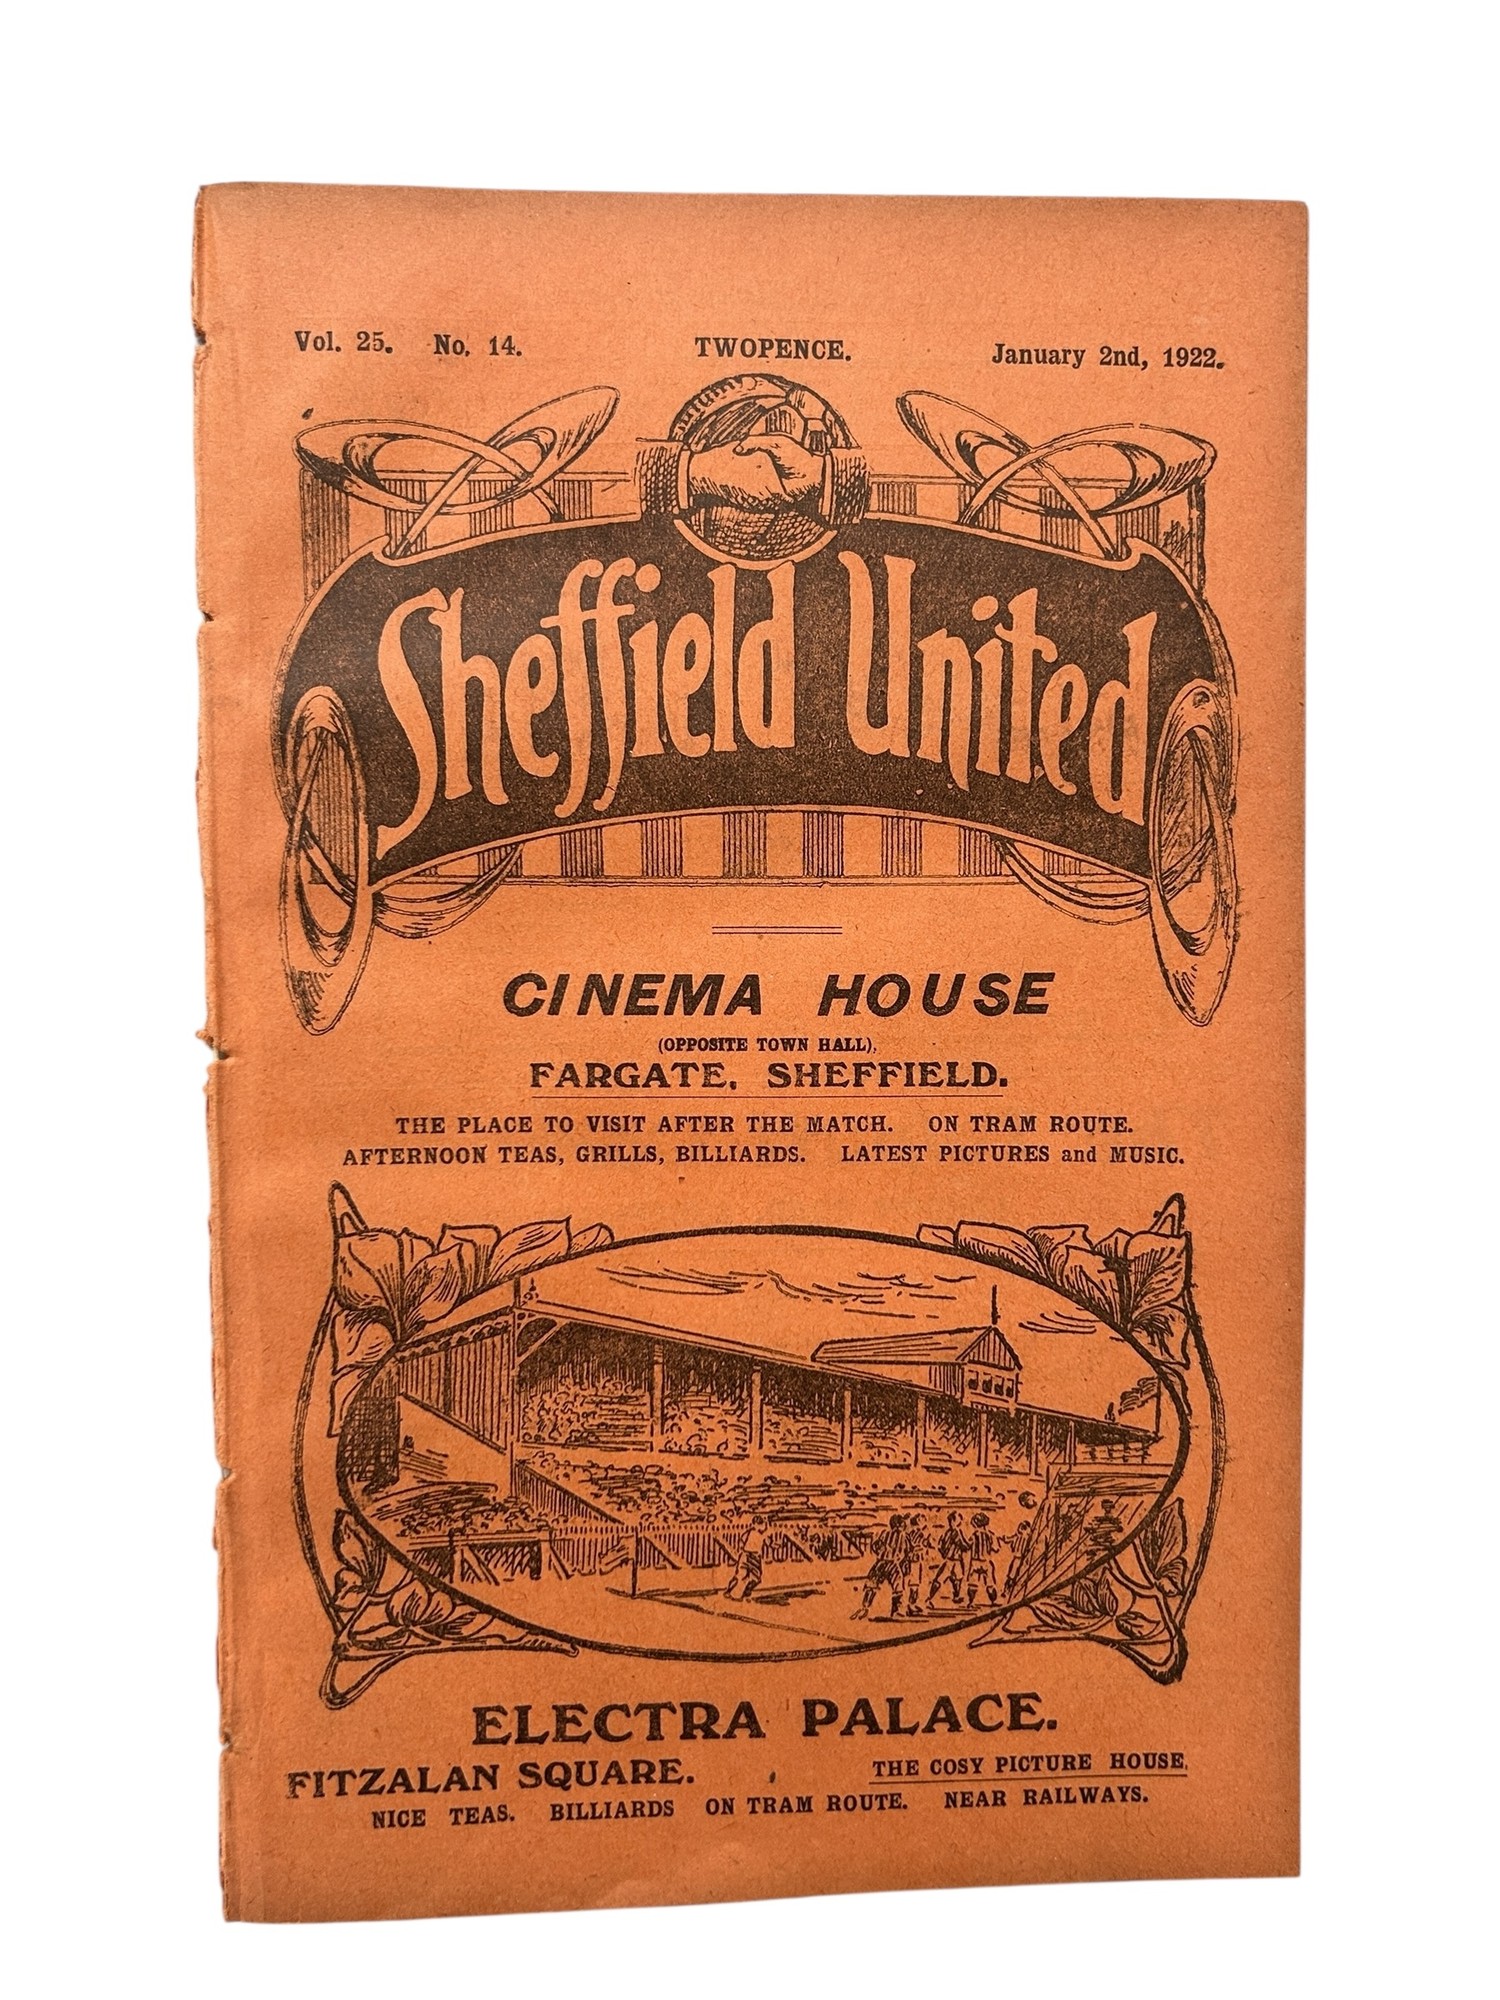 Vol. 25. No. 14. TWOPENCE. January 2nd, 1922.
Sheffield United
CINEMA HOUSE
(OPPOSITE TOWN HALL),
FARGATE, SHEFFIELD.
THE PLACE TO VISIT AFTER THE MATCH. ON TRAM ROUTE.
AFTERNOON TEAS, GRILLS, BILLIARDS. LATEST PICTURES and MUSIC.
ELECTRA PALACE.
FITZALAN SQUARE. THE COSY PICTURE HOUSE.
NICE TEAS. BILLIARDS ON TRAM ROUTE. NEAR RAILWAYS.